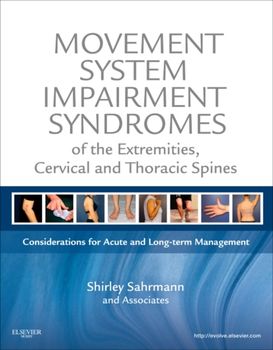 MOVEMENT
SYSTEM
IMPAIRMENT
SYNDROMES
of the Extremities,
Cervical and Thoracic Spines
Considerations for Acute and Long-term Management
Shirley Sahrmann
and Associates
ELSEVIER
MOSBY
http://evolve.elsevier.com